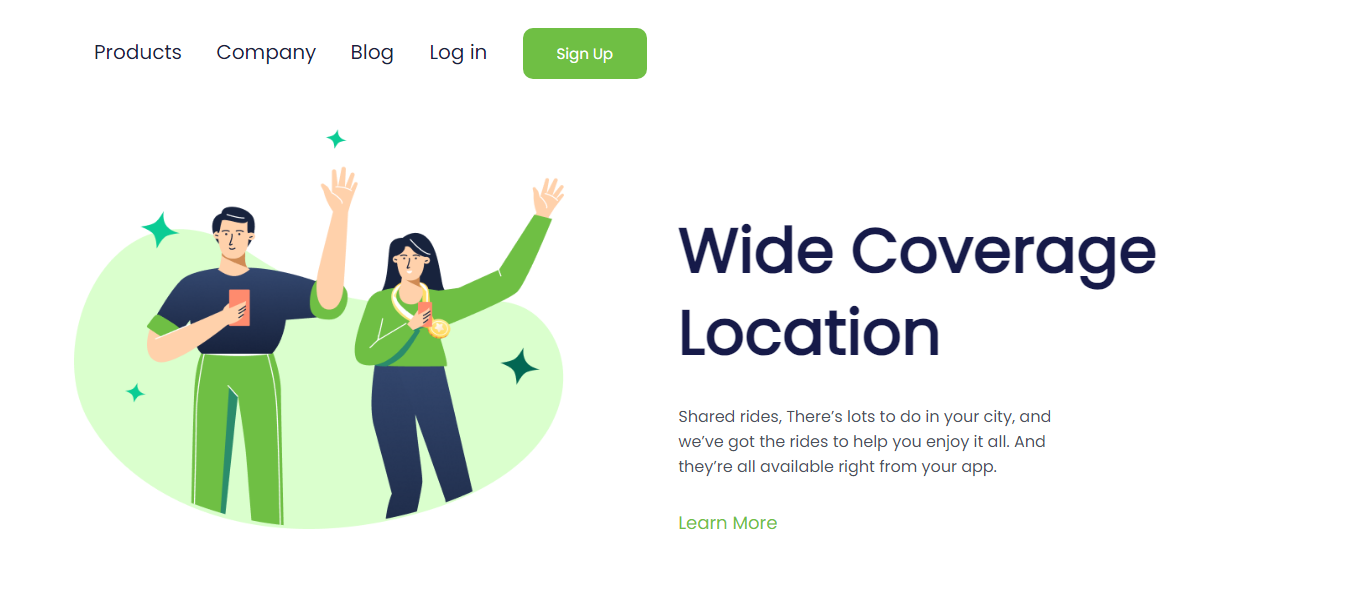 Products Company Blog Log in Sign Up
Wide Coverage
Location
Shared rides, There's lots to do in your city, and
we've got the rides to help you enjoy it all. And
they're all available right from your app.
Learn More